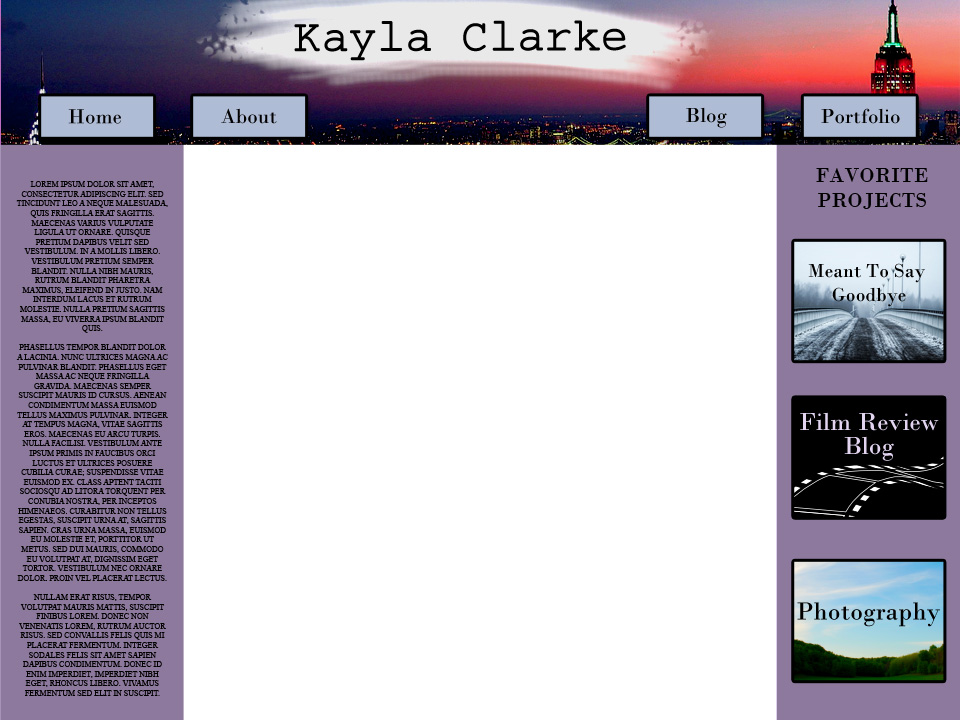 Kayla Clarke
Home
About
Blog
Portfolio
LOREM IPSUM DOLOR SIT AMET,
CONSECTETUR ADIPISCING ELIT. SED
TINCIDUNT LEO A NEQUE MALESUADA,
QUIS FRINGILLA ERAT SAGITTIS.
MAECENAS VARIUS VULPUTATE
LIGULA UT ORNARE. QUISQUE
PRETIUM DAPIBUS VELIT SED
VESTIBULUM. IN A MOLLIS LIBERO.
VESTIBULUM PRETIUM SEMPER
BLANDIT. NULLA NIBH MAURIS,
RUTRUM BLANDIT PHARETRA
MAXIMUS, ELEIFEND IN JUSTO. NAM
INTERDUM LACUS ET RUTRUM
MOLESTIE. NULLA PRETIUM SAGITTIS
MASSA, EU VIVERRA IPSUM BLANDIT
QUIS.
PHASELLUS TEMPOR BLANDIT DOLOR
A LACINIA. NUNC ULTRICES MAGNA AC
PULVINAR BLANDIT. PHASELLUS EGET
MASSA AC NEQUE FRINGILLA
GRAVIDA. MAECENAS SEMPER
SUSCIPIT MAURIS ID CURSUS. AENEAN
CONDIMENTUM MASSA EUISMOD
TELLUS MAXIMUS PULVINAR. INTEGER
AT TEMPUS MAGNA, VITAE SAGITTIS
EROS. MAECENAS EU ARCU TURPIS.
NULLA FACILISI. VESTIBULUM ANTE
IPSUM PRIMIS IN FAUCIBUS ORCI
LUCTUS ET ULTRICES POSUERE
CUBILIA CURAE; SUSPENDISSE VITAE
EUISMOD EX. CLASS APTENT TACITI
SOCIOSQU AD LITORA TORQUENT PER
CONUBIA NOSTRA, PER INCEPTOS
HIMENAEOS. CURABITUR NON TELLUS
EGESTAS, SUSCIPIT URNA AT, SAGITTIS
SAPIEN. CRAS URNA MASSA, EUISMOD
EU MOLESTIE ET, PORTTITOR UT
METUS. SED DUI MAURIS, COMMODO
EU VOLUTPAT AT, DIGNISSIM EGET
TORTOR. VESTIBULUM NEC ORNARE
DOLOR. PROIN VEL PLACERAT LECTUS.
NULLAM ERAT RISUS, TEMPOR
VOLUTPAT MAURIS MATTIS, SUSCIPIT
FINIBUS LOREM. DONEC NON
VENENATIS LOREM, RUTRUM AUCTOR
RISUS. SED CONVALLIS FELIS QUIS MI
PLACERAT FERMENTUM. INTEGER
SODALES FELIS SIT AMET SAPIEN
DAPIBUS CONDIMENTUM. DONEC ID
ENIM IMPERDIET, IMPERDIET NIBH
EGET, RHONCUS LIBERO. VIVAMUS
FERMENTUM SED ELIT IN SUSCIPIT.
FAVORITE
PROJECTS
Meant To Say
Goodbye
Film Review
Blog
Photography